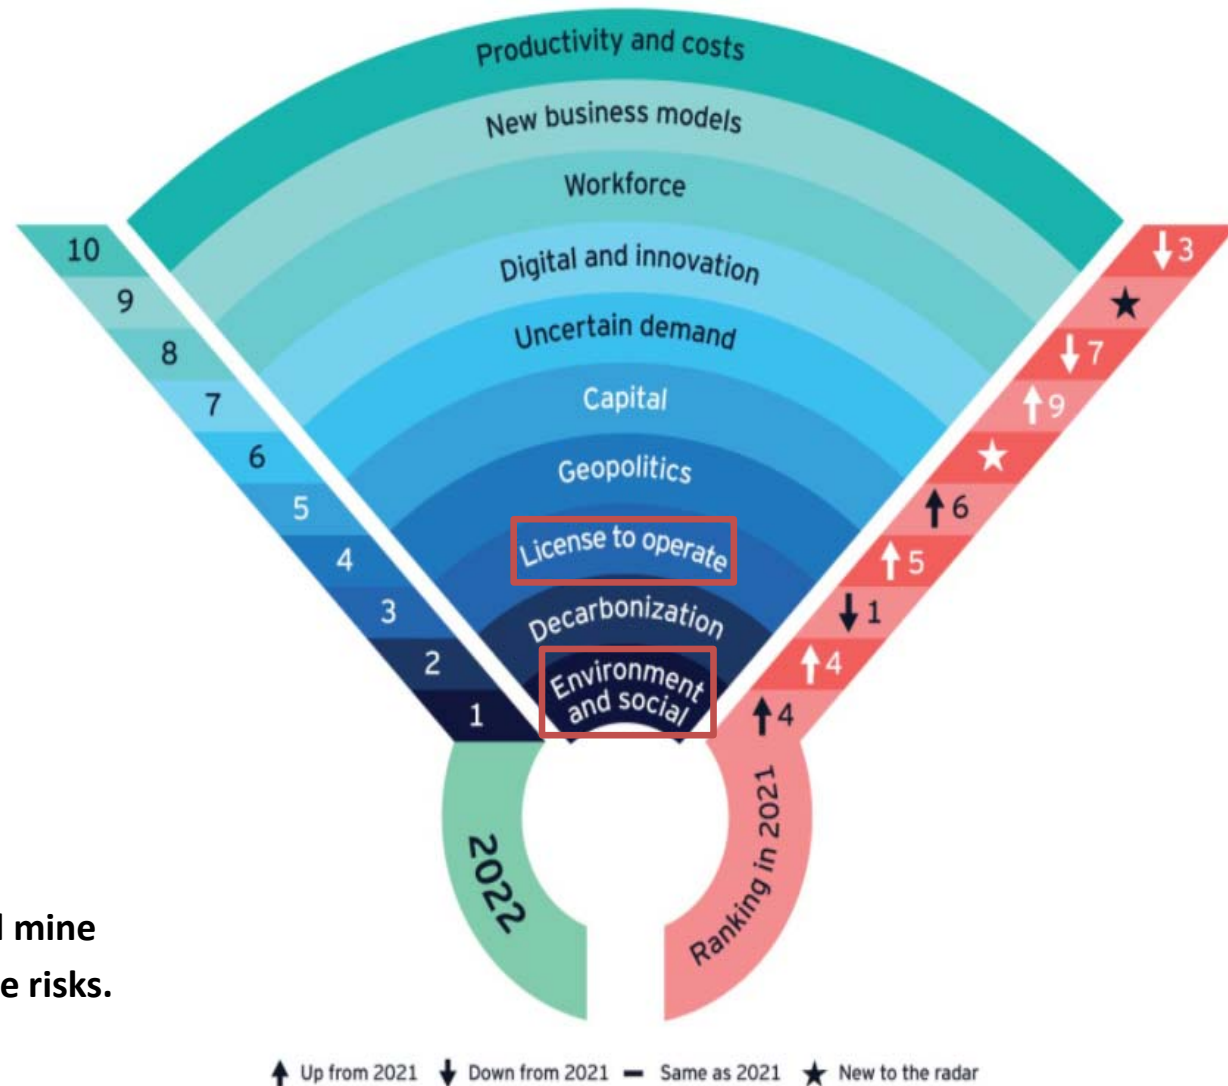 Productivity and costs
New business models
Workforce
Digital and innovation
Uncertain demand
Capital
Geopolitics
License to operate
Decarbonization
Environment
and social
10
9
8
7
6
5
4
3
2
1
2022
↓ 3
★
↓ 7
↑ 9
★
↑ 6
↑ 5
↓ 1
↑ 4
↑ 4
Ranking in 2021
mine
risks.
↑ Up from 2021 ↓ Down from 2021 – Same as 2021 ★ New to the radar